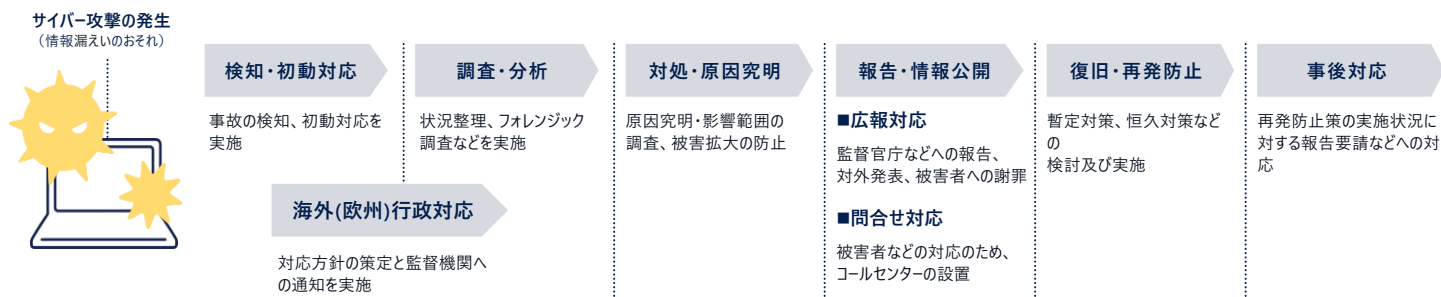 サイバー攻撃の発生
（情報漏えいのおそれ）
検知・初動対応
事故の検知、初動対応を
実施
調査・分析
状況整理、フォレンジック
調査などを実施
海外(欧州)行政対応
対応方針の策定と監督機関へ
の通知を実施
対処・原因究明
原因究明・影響範囲の
調査、被害拡大の防止
報告・情報公開
■広報対応
監督官庁などへの報告、
対外発表、被害者への謝罪
■問合せ対応
被害者などの対応のため、
コールセンターの設置
復旧・再発防止
暫定対策、恒久対策など
の
検討及び実施
事後対応
再発防止策の実施状況に
対する報告要請などへの対
応